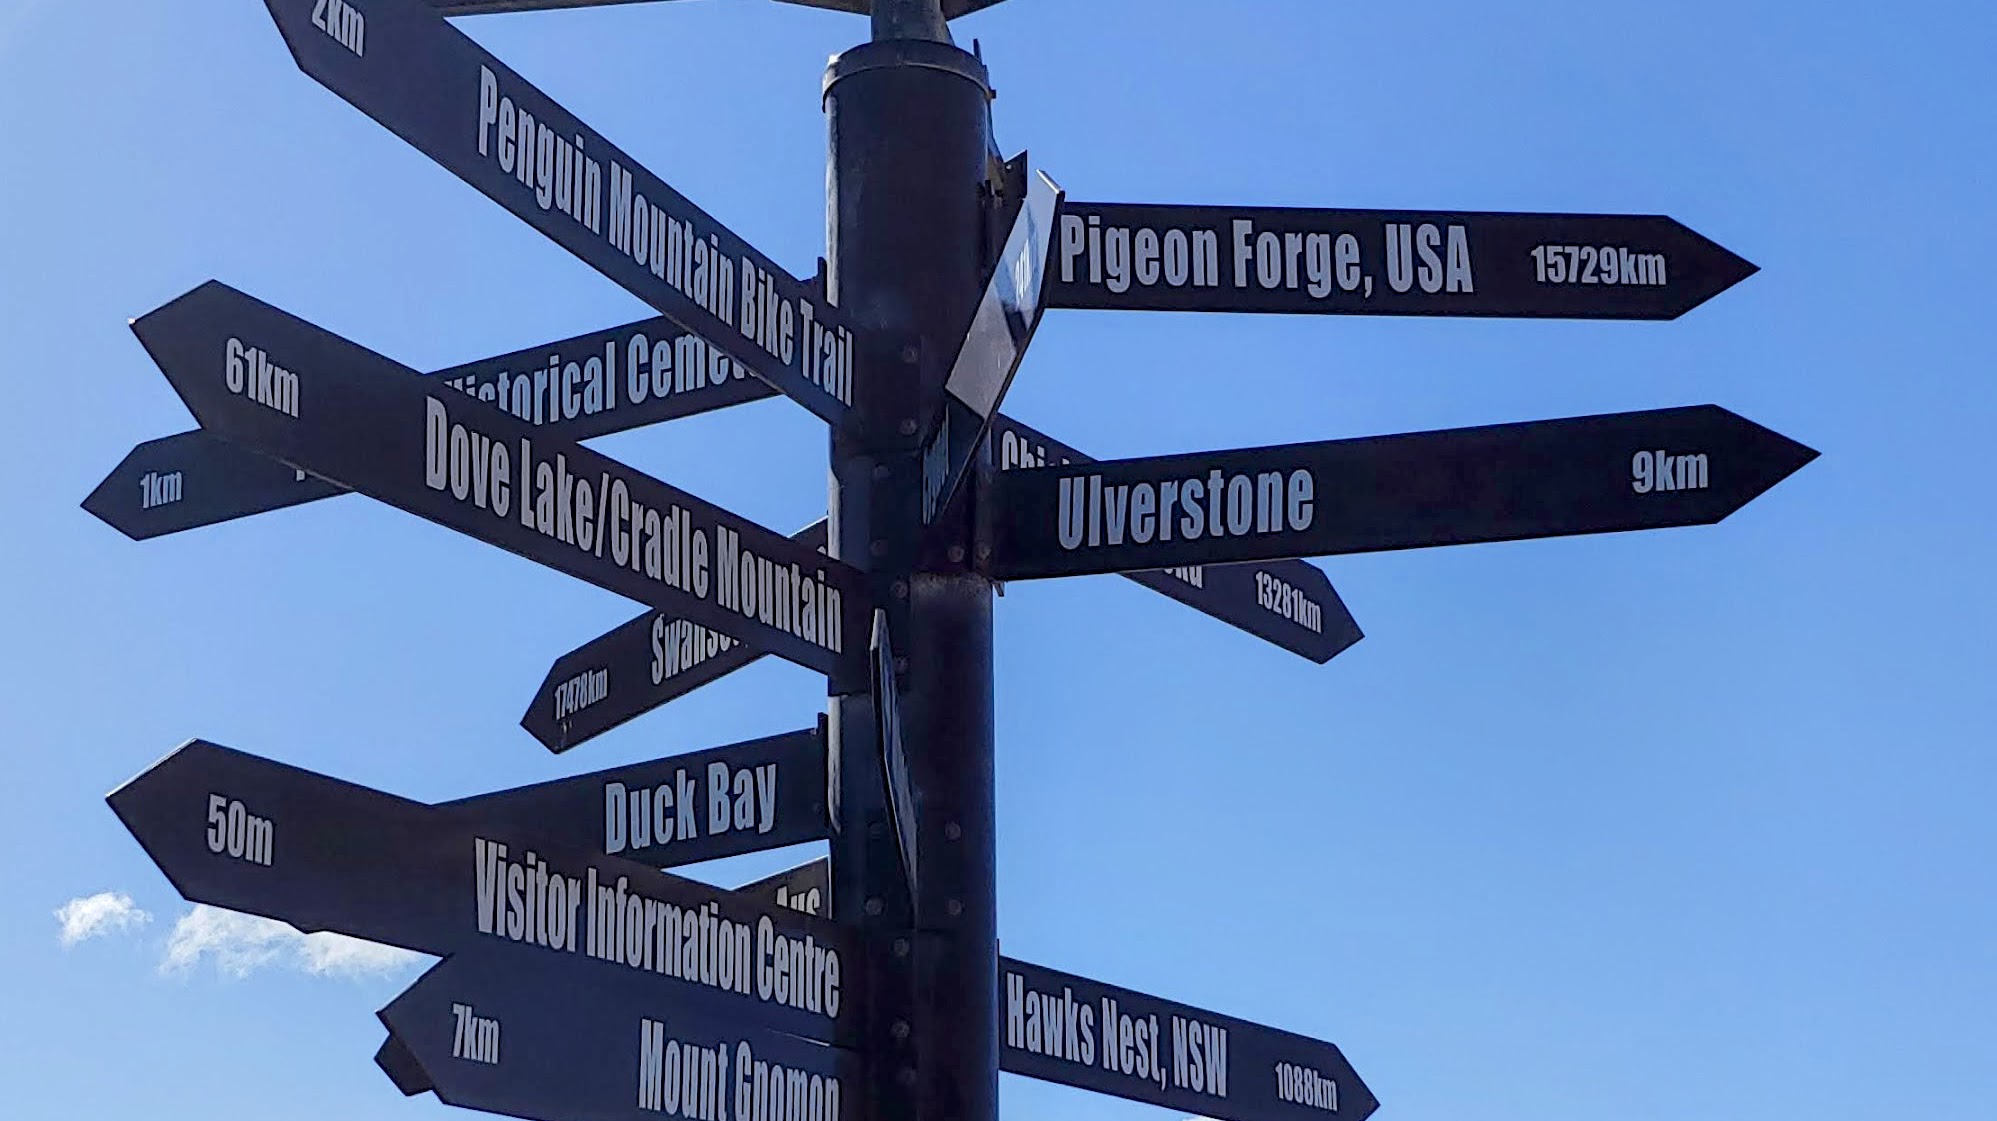 2km
Penguin Mountain Bike Trail
Pigeon Forge, USA 15729km
61km Dove Lake/Cradle Mountain
1km Historical
Ulverstone 9km
13281km
17478km
50m Visitor Information Centre
Duck Bay
7km Mount Gnomon
Hawks Nest, NSW 1088km